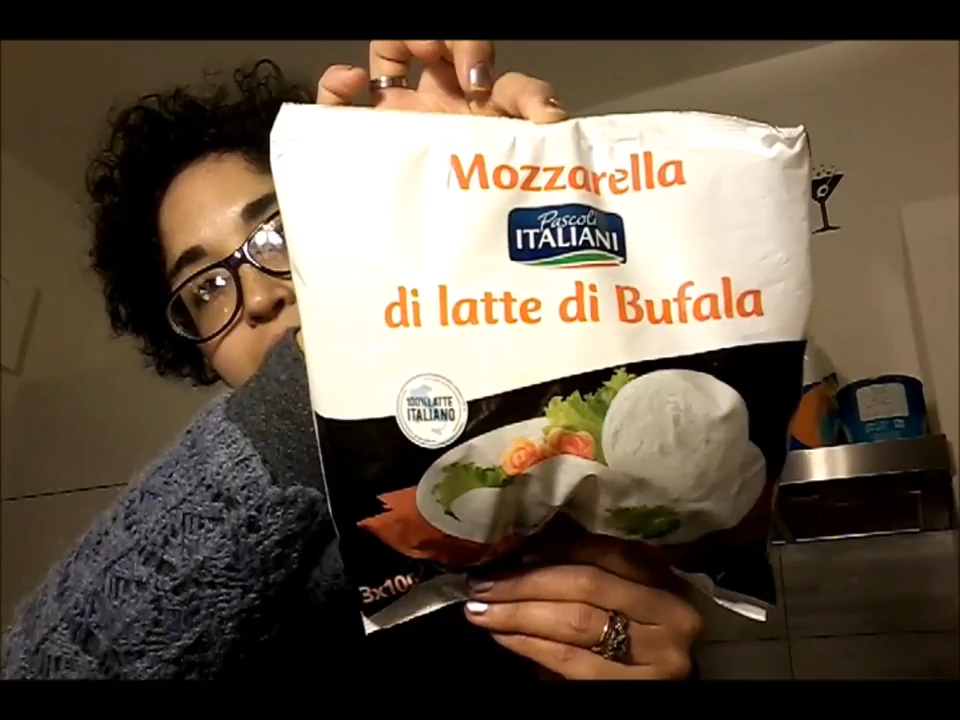 Mozzarella
Pascoli
ITALIANI
di latte di Bufala
100% LATTE
ITALIANO